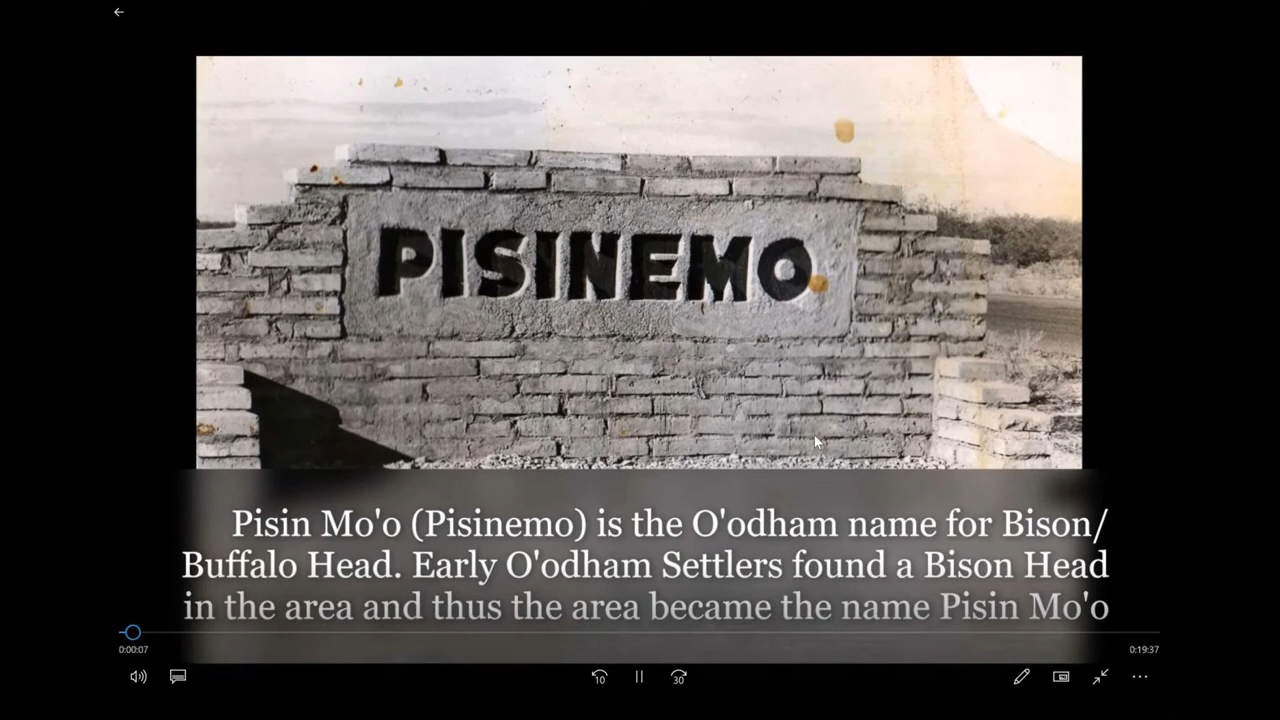 PISINEMO
Pisin Mo'o (Pisinemo) is the O'odham name for Bison/
Buffalo Head. Early O'odham Settlers found a Bison Head
in the area and thus the area became the name Pisin Mo'o
0:00:07
0:19:37
10
30